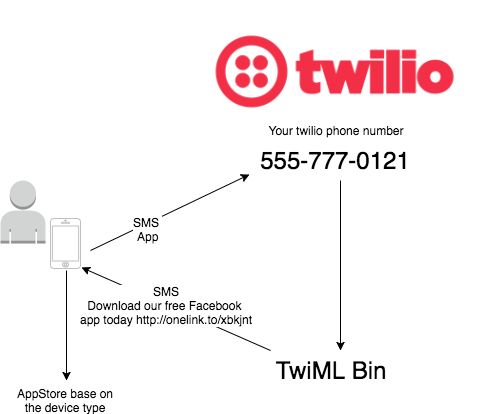 twilio
Your twilio phone number
555-777-0121
SMS
App
SMS
Download our free Facebook
app today http://onelink.to/xbkjnt
TwiML Bin
AppStore base on
the device type